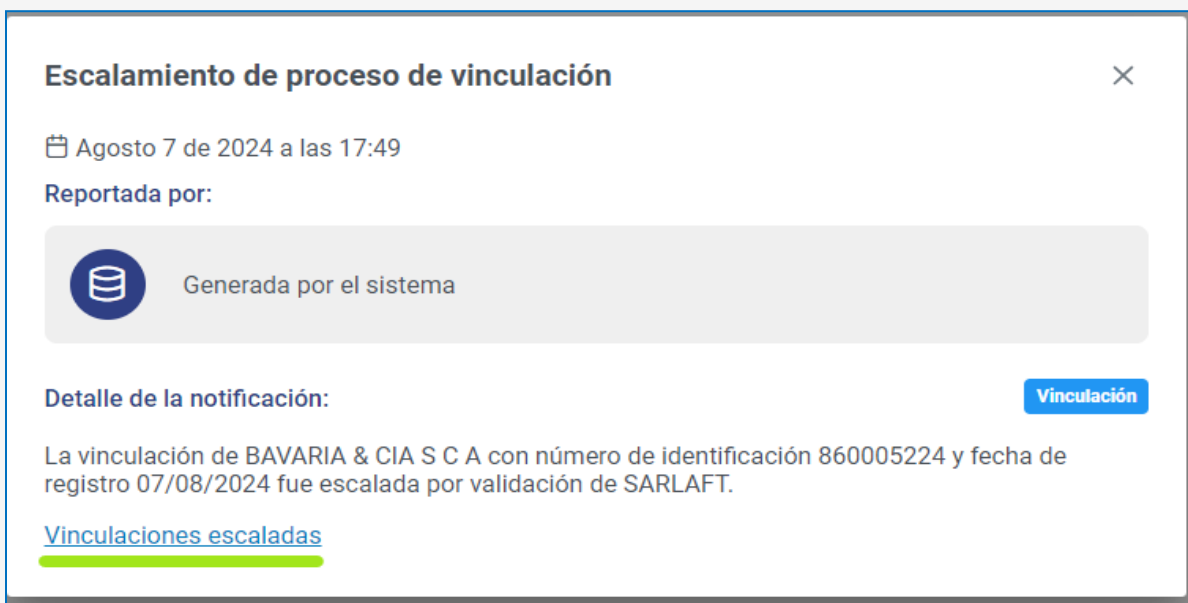 Escalamiento de proceso de vinculación
Agosto 7 de 2024 a las 17:49
Reportada por:
Generada por el sistema
Detalle de la notificación:
Vinculación
La vinculación de BAVARIA & CIA S C A con número de identificación 860005224 y fecha de
registro 07/08/2024 fue escalada por validación de SARLAFT.
Vinculaciones escaladas